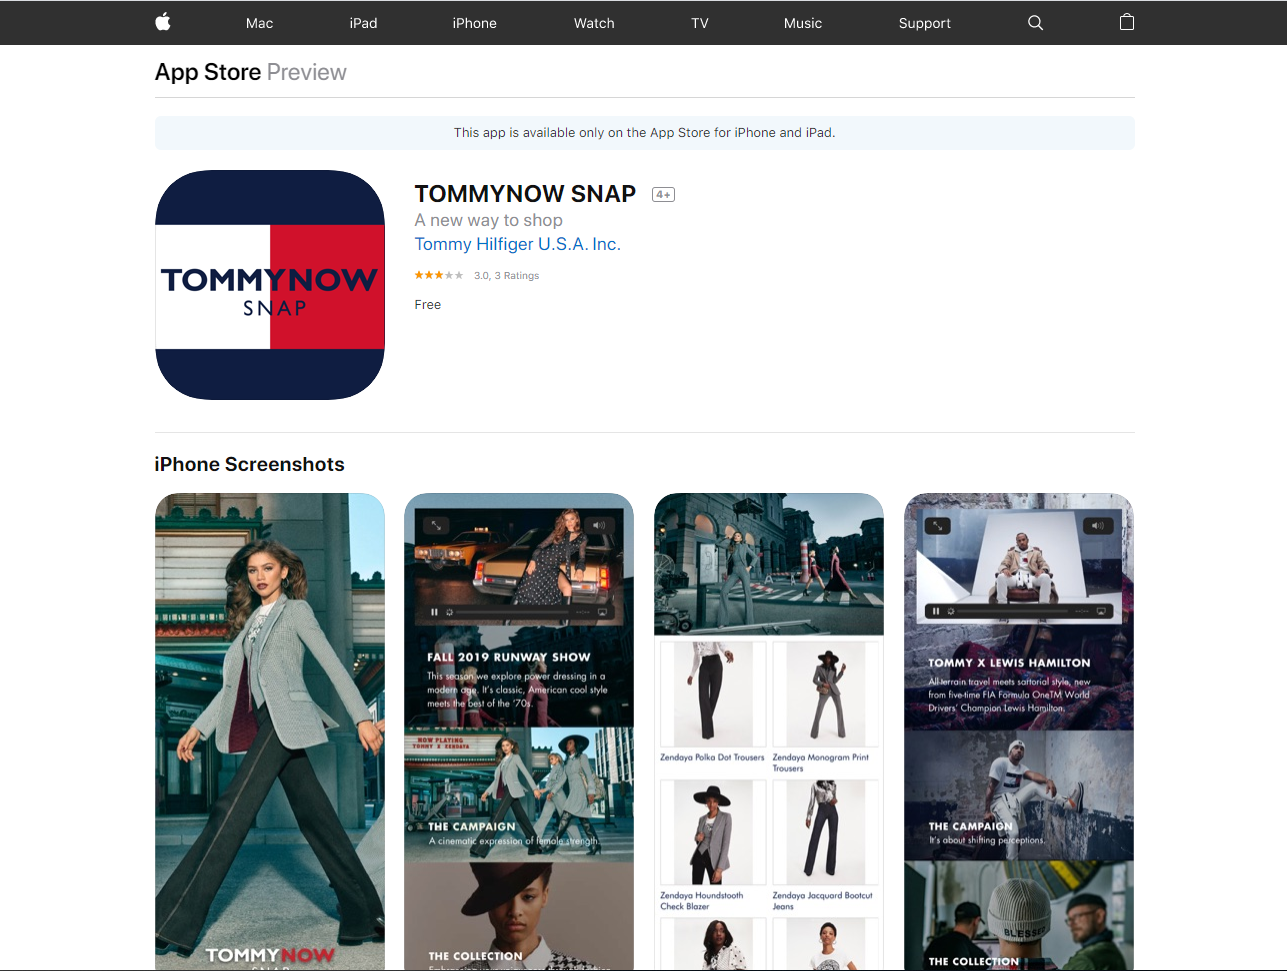 Mac
iPad
iPhone
Watch
TV
Music
Support
App Store Preview
This app is available only on the App Store for iPhone and iPad.
TOMMYNOW
SNAP
TOMMYNOW SNAP 4+
A new way to shop
Tommy Hilfiger U.S.A. Inc.
3.0, 3 Ratings
Free
iPhone Screenshots
TOMMYNOW
FALL 2019 RUNWAY SHOW
This season we explore power dressing in a
modern age. It's classic, American cool style
meets the best of the '70s.
NOW PLAYING
TOMMY X ZENDAYA
THE CAMPAIGN
A cinematic expression of female strength.
THE COLLECTION
Zendaya Polka Dot Trousers
Zendaya Monogram Print
Trousers
Zendaya Houndstooth
Check Blazer
Zendaya Jacquard Bootcut
Jeans
TOMMY X LEWIS HAMILTON
All-terrain travel meets sartorial style, new
from five-time FIA Formula OneTM World
Drivers' Champion Lewis Hamilton.
THE CAMPAIGN
It's about shifting perceptions.
BLESSED
THE COLLECTION